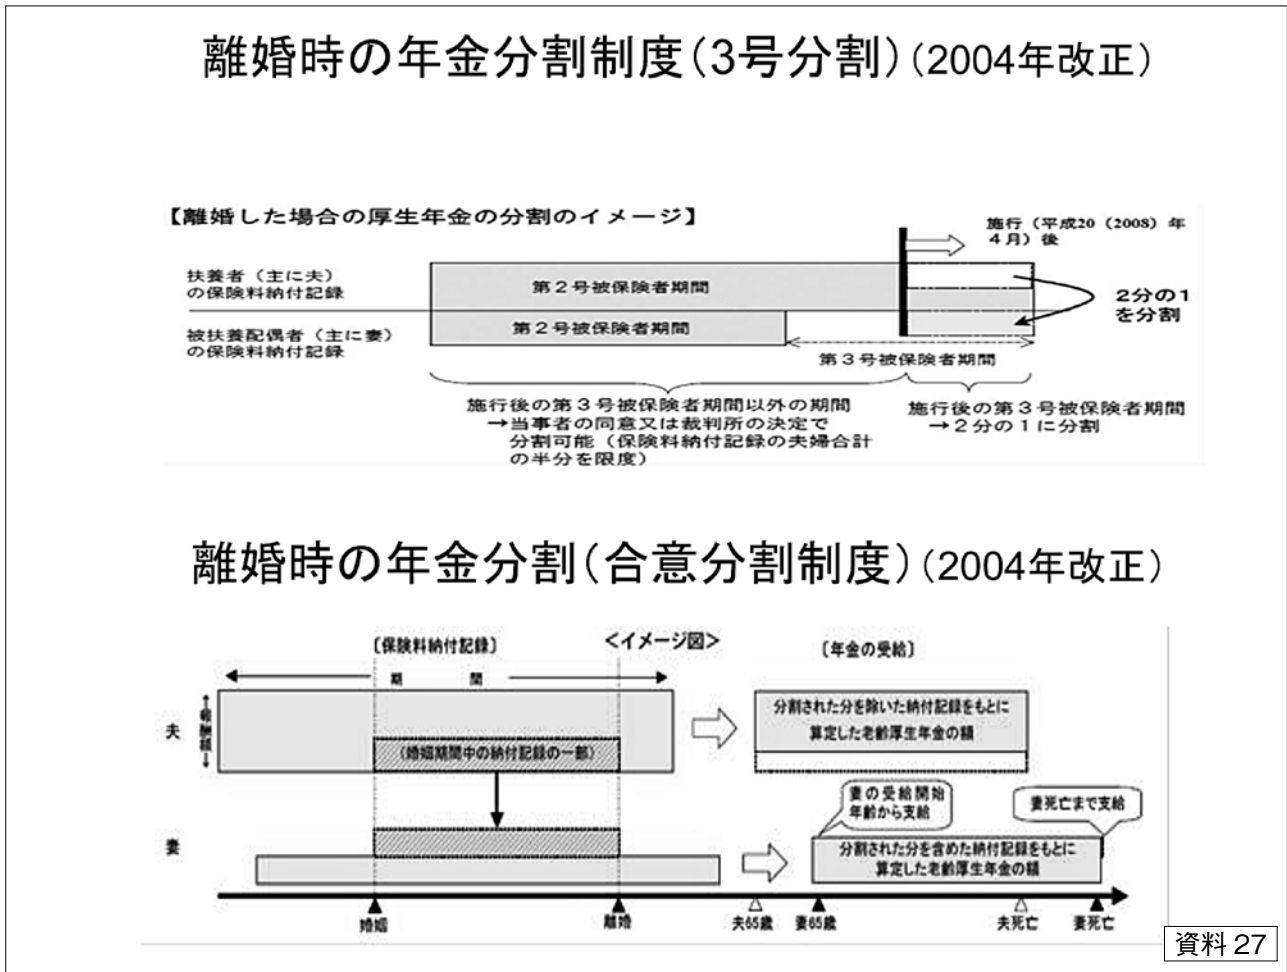 離婚時の年金分割制度(3号分割)(2004年改正)
【離婚した場合の厚生年金の分割のイメージ】
施行(平成20(2008)年
4月)後
扶養者(主に夫)
の保険料納付記録
第2号被保険者期間
2分の1
を分割
被扶養配偶者(主に妻)
の保険料納付記録
第2号被保険者期間
第3号被保険者期間
施行後の第3号被保険者期間以外の期間
→当事者の同意又は裁判所の決定で
分割可能(保険料納付記録の夫婦合計
の半分を限度)
施行後の第3号被保険者期間
→2分の1に分割
離婚時の年金分割(合意分割制度)(2004年改正)
〔保険料納付記録〕
<イメージ図>
〔年金の受給〕
期 間
夫
←報酬額→
(婚姻期間中の納付記録の一部)
分割された分を除いた納付記録をもとに
算定した老齢厚生年金の額
妻の受給開始
年齢から支給
妻死亡まで支給
妻
分割された分を含めた納付記録をもとに
算定した老齢厚生年金の額
婚姻
離婚
夫65歳
妻65歳
夫死亡
妻死亡
資料27